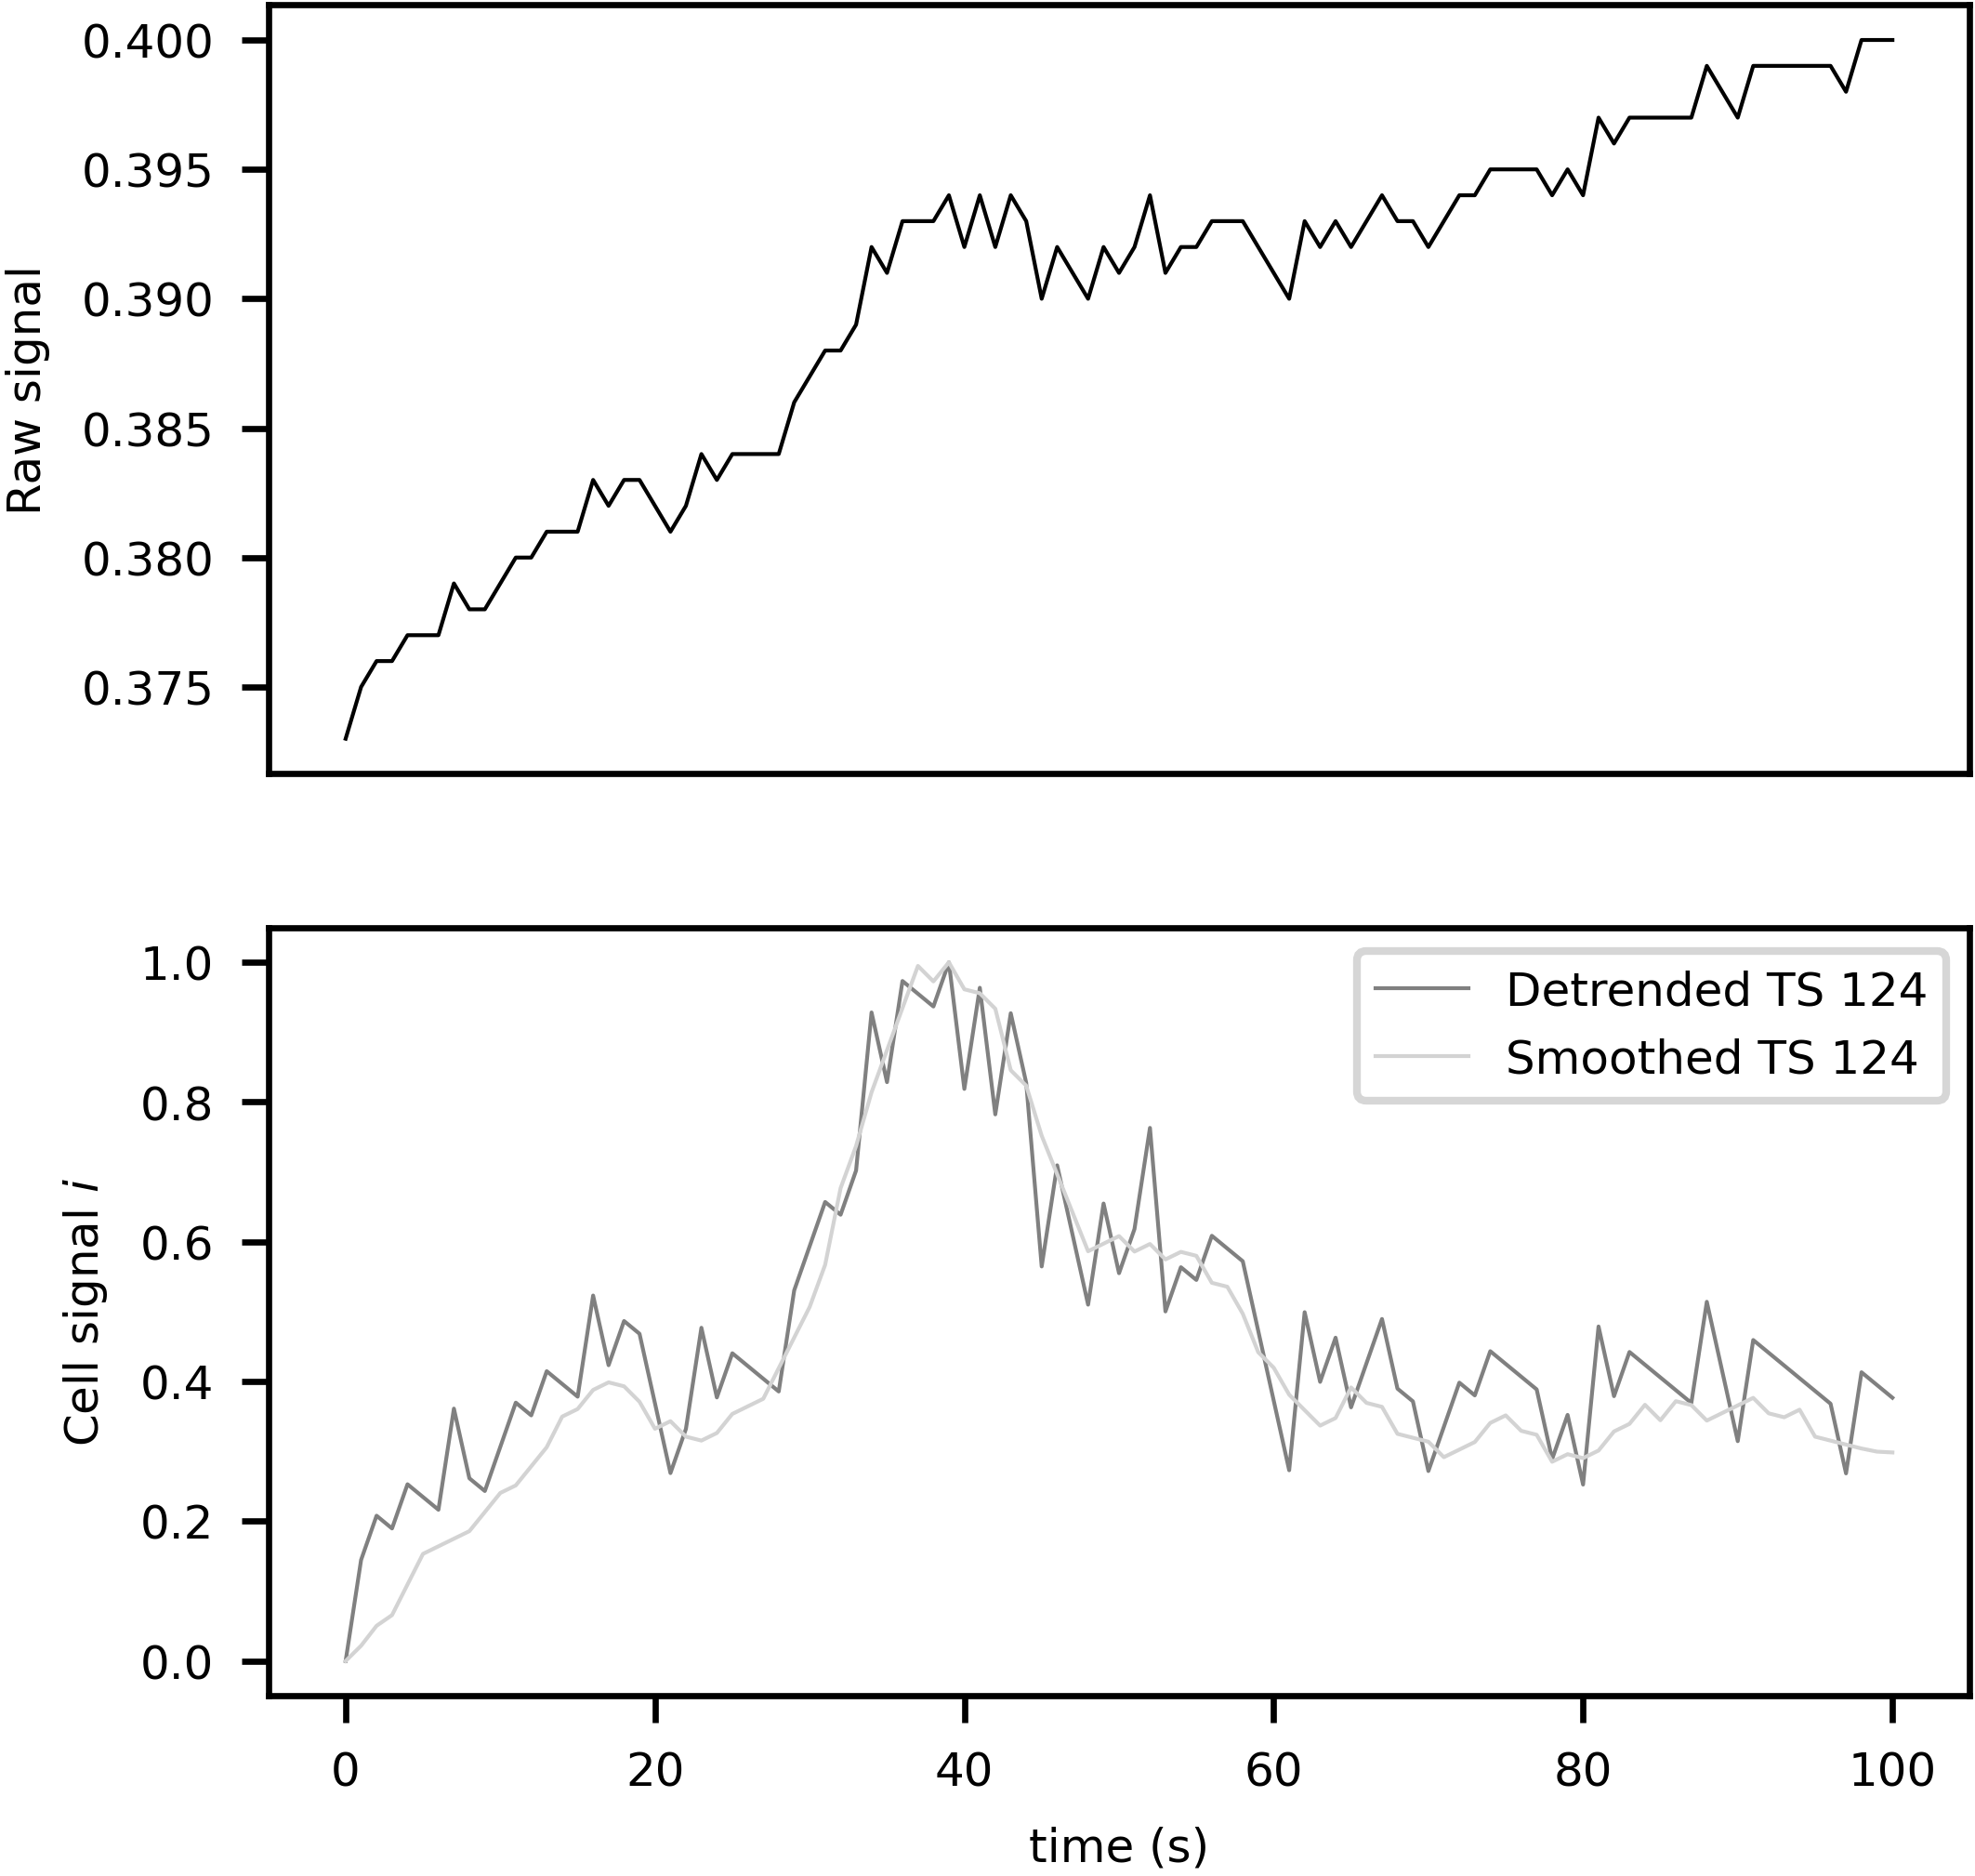 0.400
0.395
0.390
0.385
0.380
0.375
Raw signal
1.0
0.8
0.6
0.4
0.2
0.0
Cell signal i
Detrended TS 124
Smoothed TS 124
0 20 40 60 80 100
time (s)